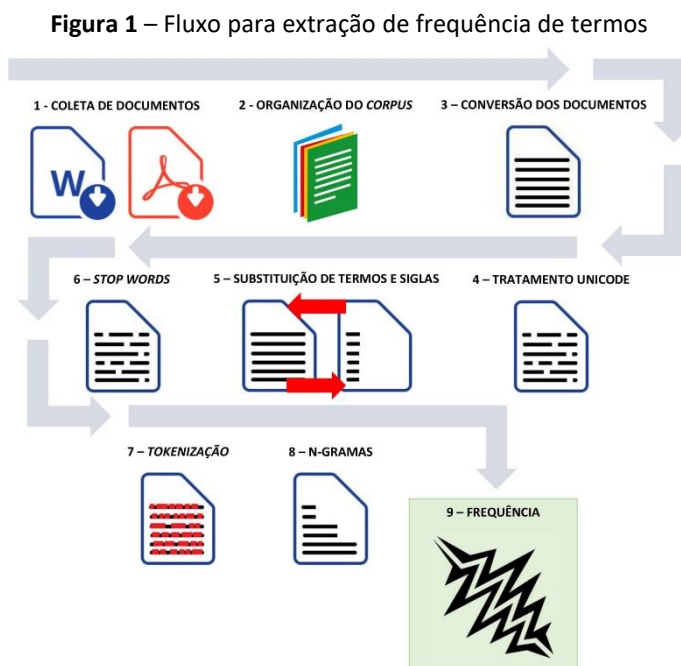 Figura 1 – Fluxo para extração de frequência de termos
1 - COLETA DE DOCUMENTOS
2 - ORGANIZAÇÃO DO CORPUS
3 – CONVERSÃO DOS DOCUMENTOS
W
6 – STOP WORDS
5 – SUBSTITUIÇÃO DE TERMOS E SIGLAS
4 – TRATAMENTO UNICODE
7 – TOKENIZAÇÃO
8 – N-GRAMAS
9 – FREQUÊNCIA